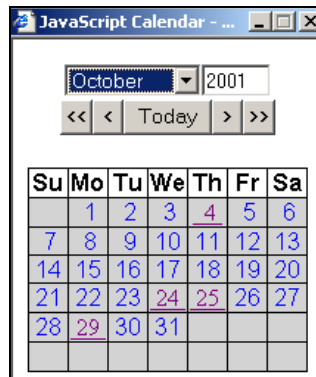 JavaScript Calendar - ...
October 2001
<< < Today > >>
Su Mo Tu We Th Fr Sa
1 2 3 4 5 6
7 8 9 10 11 12 13
14 15 16 17 18 19 20
21 22 23 24 25 26 27
28 29 30 31